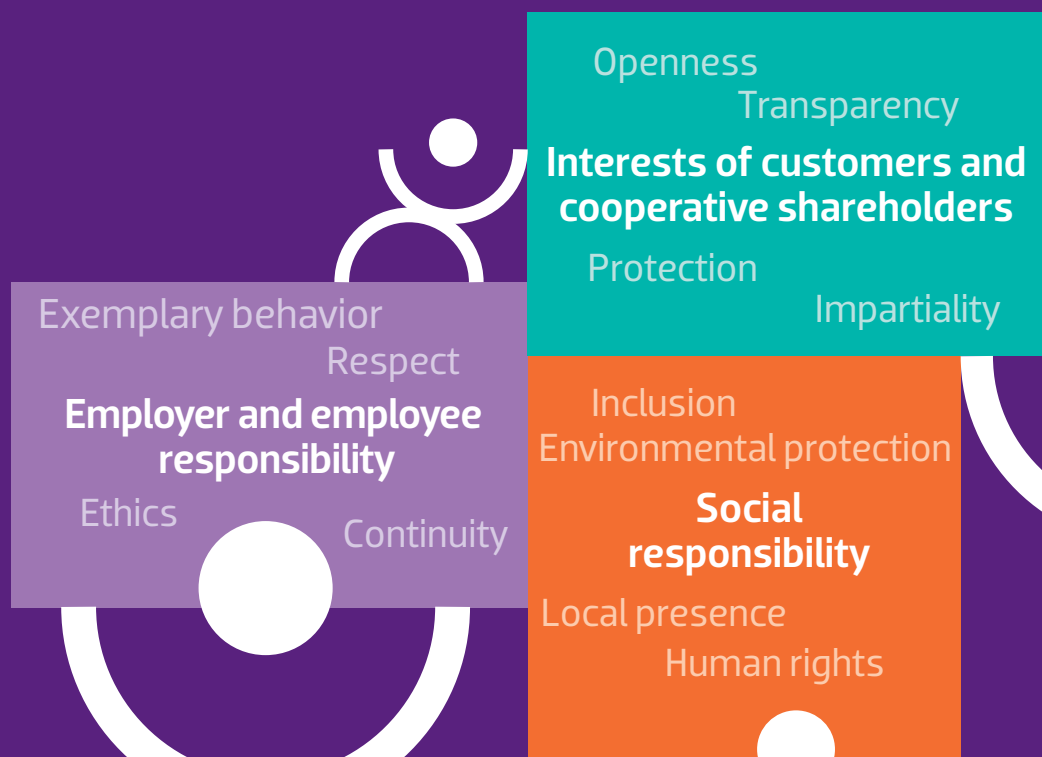 Openness
Transparency
Interests of customers and
cooperative shareholders
Protection
Impartiality
Exemplary behavior
Respect
Employer and employee
responsibility
Ethics
Continuity
Inclusion
Environmental protection
Social
responsibility
Local presence
Human rights